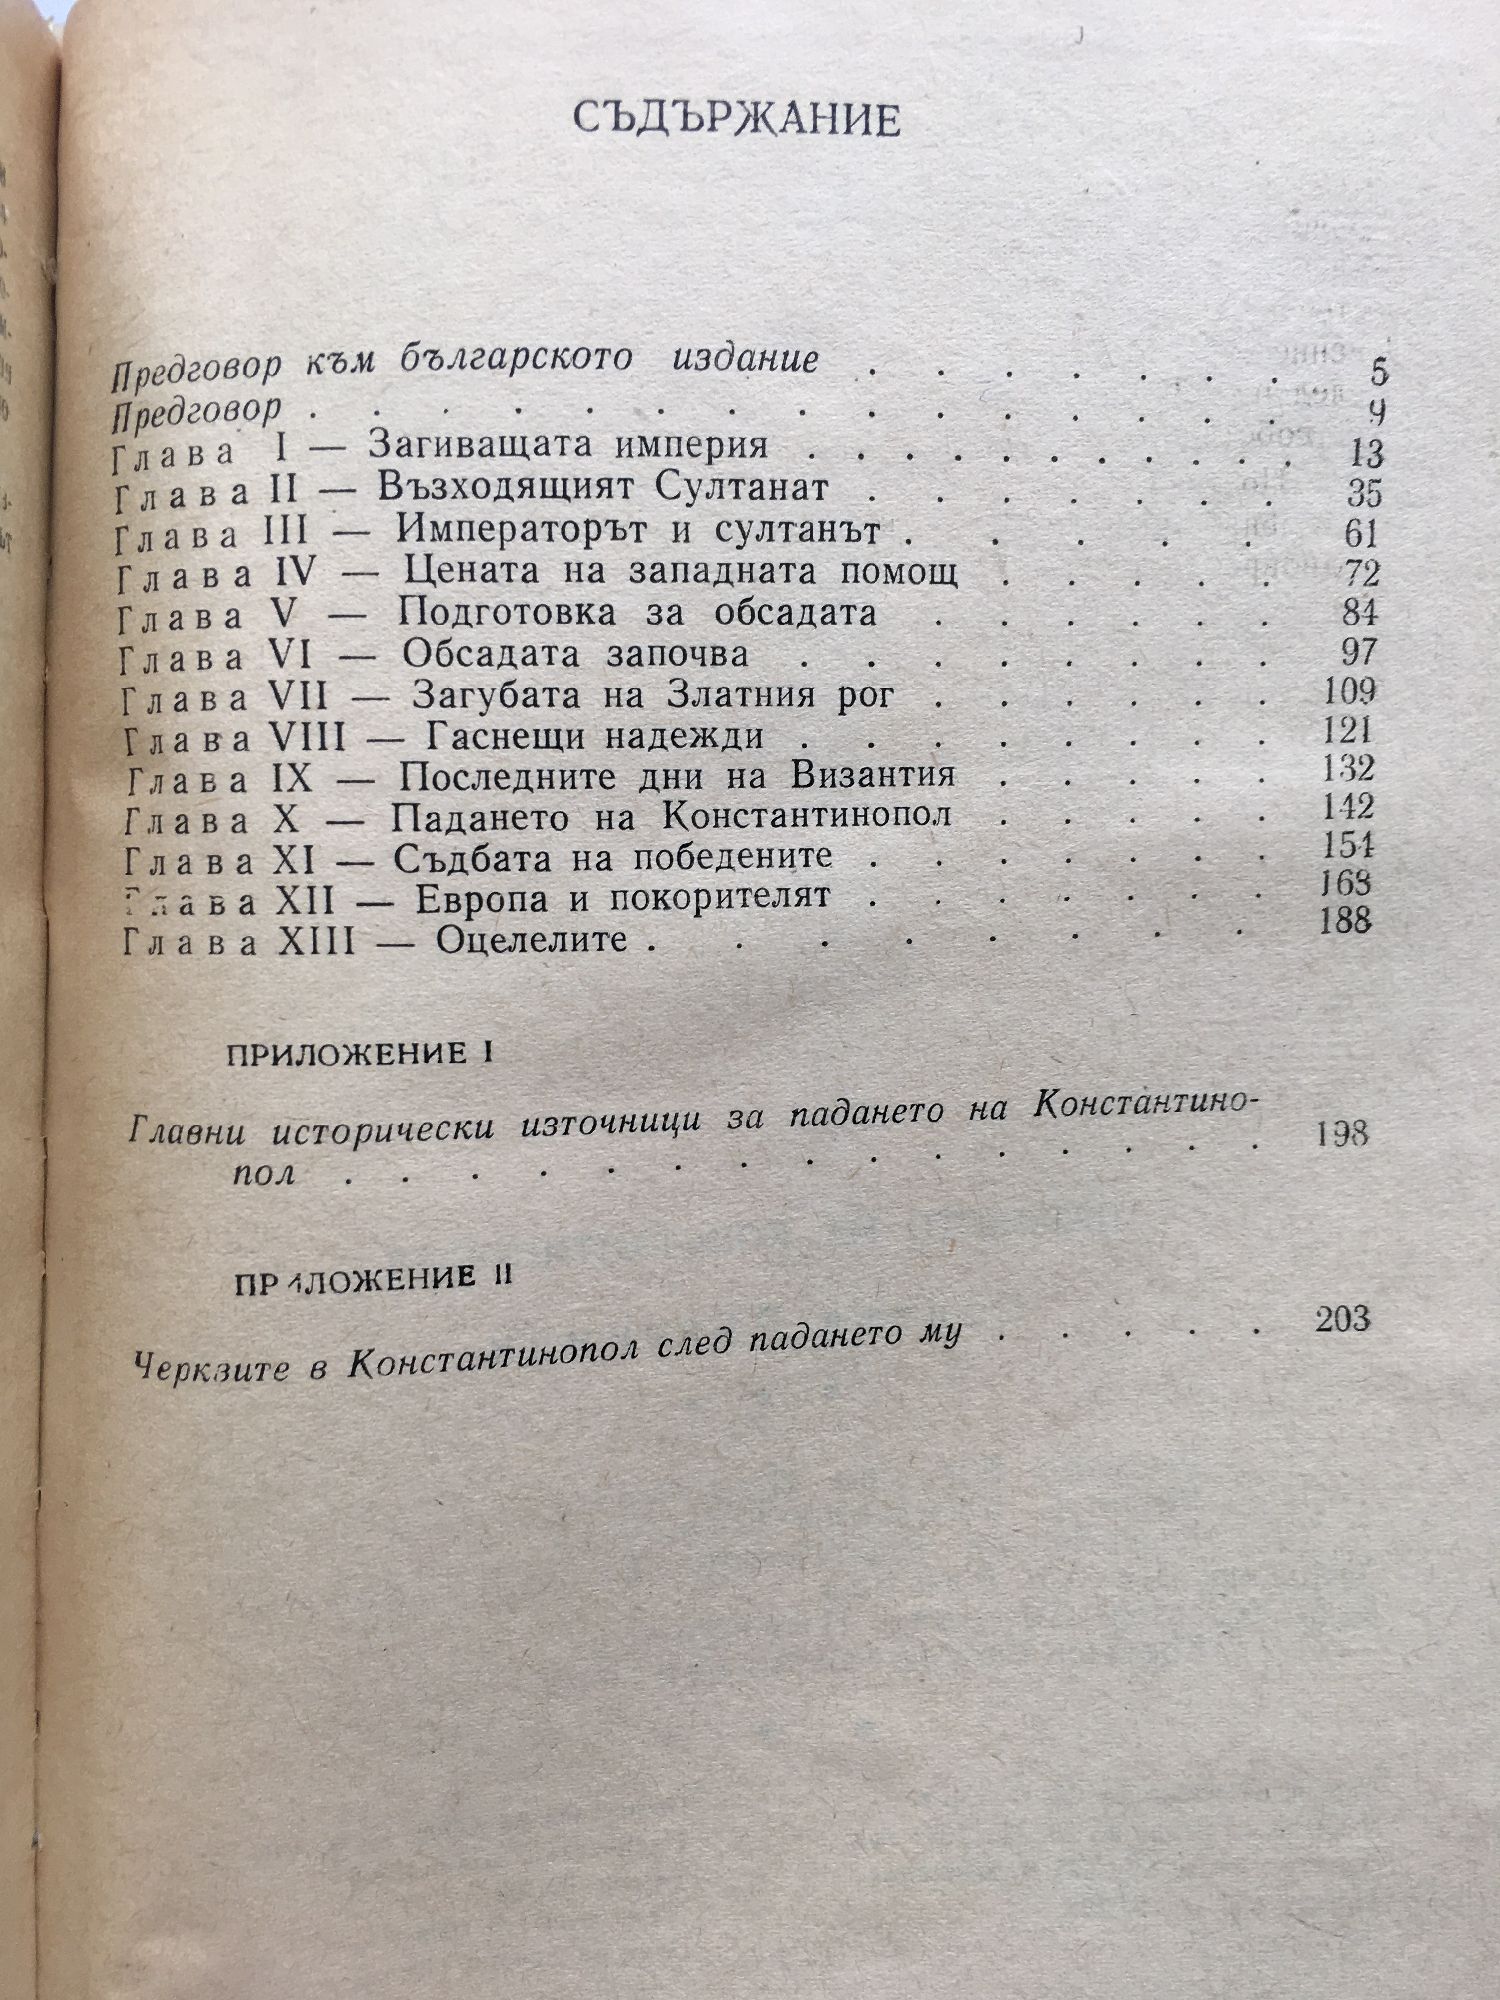 СЪДЪРЖАНИЕ
Предговор към българското издание . . . . . . . 5
Предговор . . . . . . . . . . . . . . . 9
Глава I — Загиващата империя . . . . . . . . . . . 13
Глава II — Възходящият Султанат . . . . . . . 35
Глава III — Императорът и султанът . . . . . 61
Глава IV — Цената на западната помощ . . . . . 72
Глава V — Подготовка за обсадата . . . . . . 84
Глава VI — Обсадата започва . . . . . . . . 97
Глава VII — Загубата на Златния рог . . . . . . 109
Глава VIII — Гаснещи надежди . . . . . . . . 121
Глава IX — Последните дни на Византия . . . . . 132
Глава X — Падането на Константинопол . . . . . 142
Глава XI — Съдбата на победените . . . . . . . 154
Глава XII — Европа и покорителят . . . . . . . 163
Глава XIII — Оцелелите . . . . . . . . 188
ПРИЛОЖЕНИЕ I
Главни исторически източници за падането на Константино-
пол . . . . . . . . . . . . . . 198
ПРИЛОЖЕНИЕ II
Черквите в Константинопол след падането му . . . . . 203